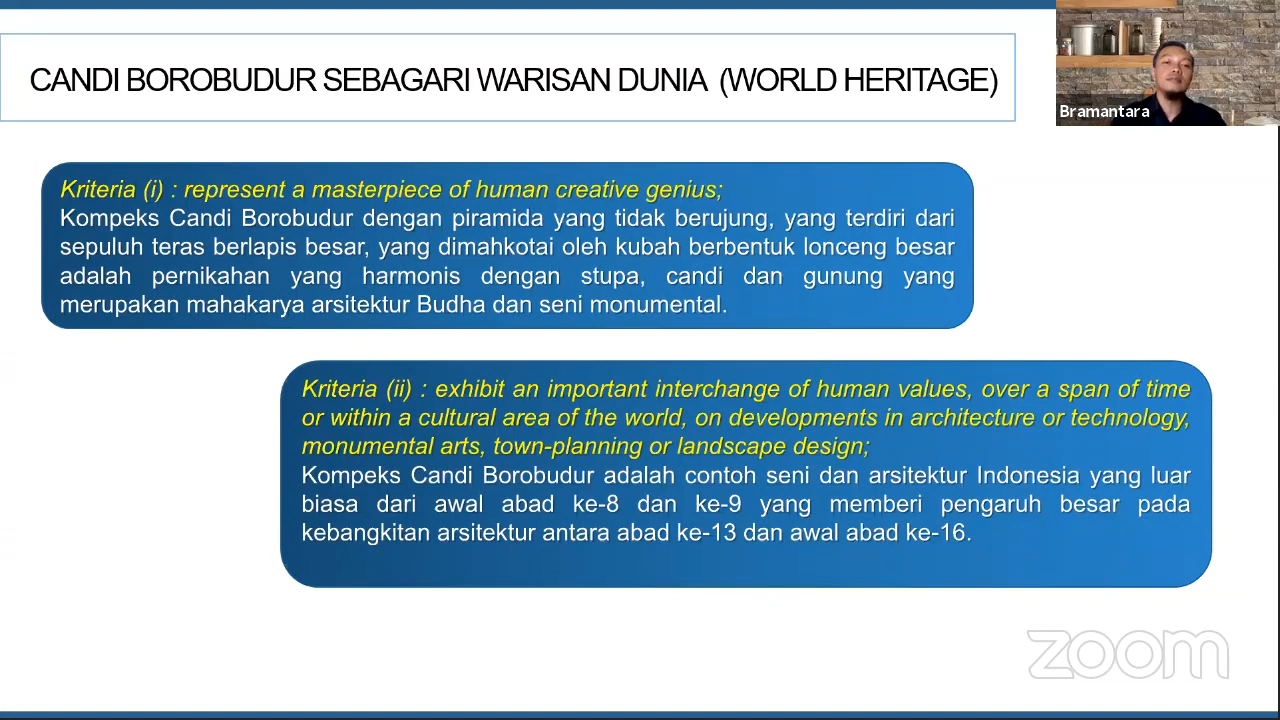 CANDI BOROBUDUR SEBAGARI WARISAN DUNIA (WORLD HERITAGE)
Bramantara
Kriteria (i) : represent a masterpiece of human creative genius;
Kompeks Candi Borobudur dengan piramida yang tidak berujung, yang terdiri dari
sepuluh teras berlapis besar, yang dimahkotai oleh kubah berbentuk lonceng besar
adalah pernikahan yang harmonis dengan stupa, candi dan gunung yang
merupakan mahakarya arsitektur Budha dan seni monumental.
Kriteria (ii) : exhibit an important interchange of human values, over a span of time
or within a cultural area of the world, on developments in architecture or technology,
monumental arts, town-planning or landscape design;
Kompeks Candi Borobudur adalah contoh seni dan arsitektur Indonesia yang luar
biasa dari awal abad ke-8 dan ke-9 yang memberi pengaruh besar pada
kebangkitan arsitektur antara abad ke-13 dan awal abad ke-16.
zoom